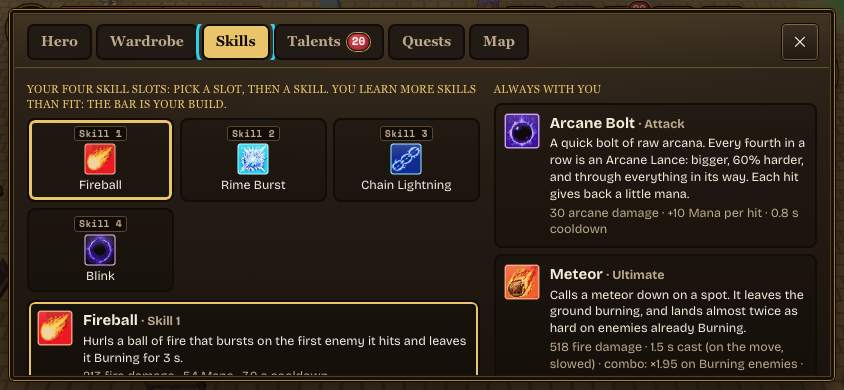 Hero Wardrobe Skills Talents 20 Quests Map ×
YOUR FOUR SKILL SLOTS: PICK A SLOT, THEN A SKILL. YOU LEARN MORE SKILLS
THAN FIT: THE BAR IS YOUR BUILD.
Skill 1 Skill 2 Skill 3
Fireball Rime Burst Chain Lightning
Skill 4
Blink
Fireball · Skill 1
Hurls a ball of fire that bursts on the first enemy it hits and leaves
it Burning for 3 s.
ALWAYS WITH YOU
Arcane Bolt · Attack
A quick bolt of raw arcana. Every fourth in a
row is an Arcane Lance: bigger, 60% harder,
and through everything in its way. Each hit
gives back a little mana.
30 arcane damage · +10 Mana per hit · 0.8 s
cooldown
Meteor · Ultimate
Calls a meteor down on a spot. It leaves the
ground burning, and lands almost twice as
hard on enemies already Burning.
518 fire damage · 1.5 s cast (on the move,
slowed) · combo: ×1.95 on Burning enemies ·